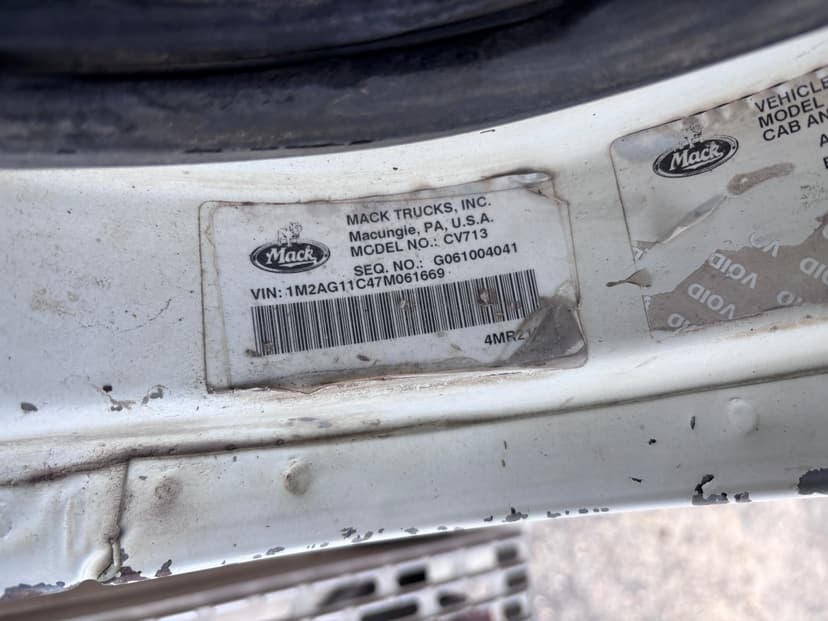 Mack
MACK TRUCKS, INC.
Macungie, PA, U.S.A.
MODEL NO.: CV713
SEQ. NO.: G061004041
VIN: 1M2AG11C47M061669
4MR2
Mack
VEHICLE
MODEL
CAB AN
VOID
VOID
VOID
VOID